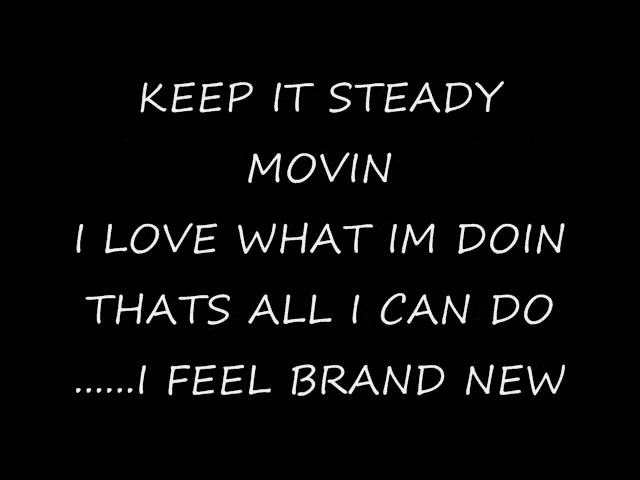 KEEP IT STEADY
MOVIN
I LOVE WHAT IM DOIN
THATS ALL I CAN DO
......I FEEL BRAND NEW